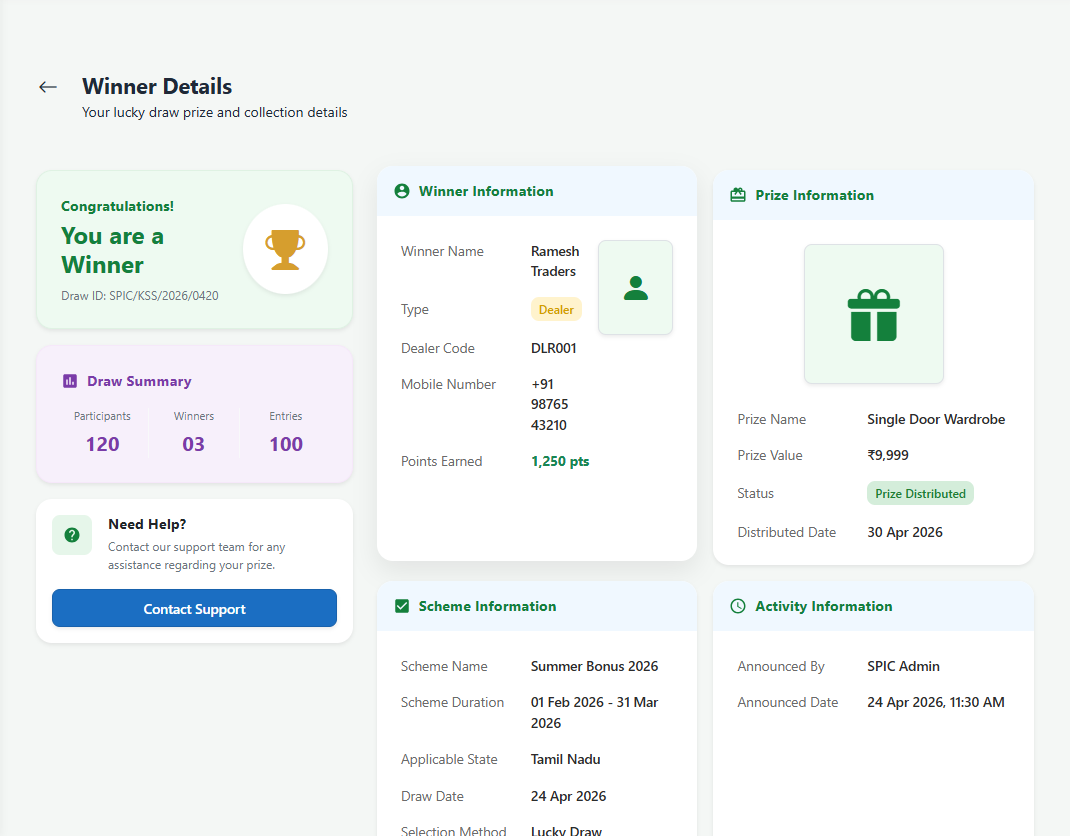 Winner Details
Your lucky draw prize and collection details
Congratulations!
You are a
Winner
Draw ID: SPIC/KSS/2026/0420
Draw Summary
Participants Winners Entries
120 03 100
Need Help?
Contact our support team for any
assistance regarding your prize.
Contact Support
Winner Information
Winner Name Ramesh
Traders
Type Dealer
Dealer Code DLR001
Mobile Number +91
98765
43210
Points Earned 1,250 pts
Prize Information
Prize Name Single Door Wardrobe
Prize Value ₹9,999
Status Prize Distributed
Distributed Date 30 Apr 2026
Scheme Information
Scheme Name Summer Bonus 2026
Scheme Duration 01 Feb 2026 - 31 Mar
2026
Applicable State Tamil Nadu
Draw Date 24 Apr 2026
Selection Method Lucky Draw
Activity Information
Announced By SPIC Admin
Announced Date 24 Apr 2026, 11:30 AM